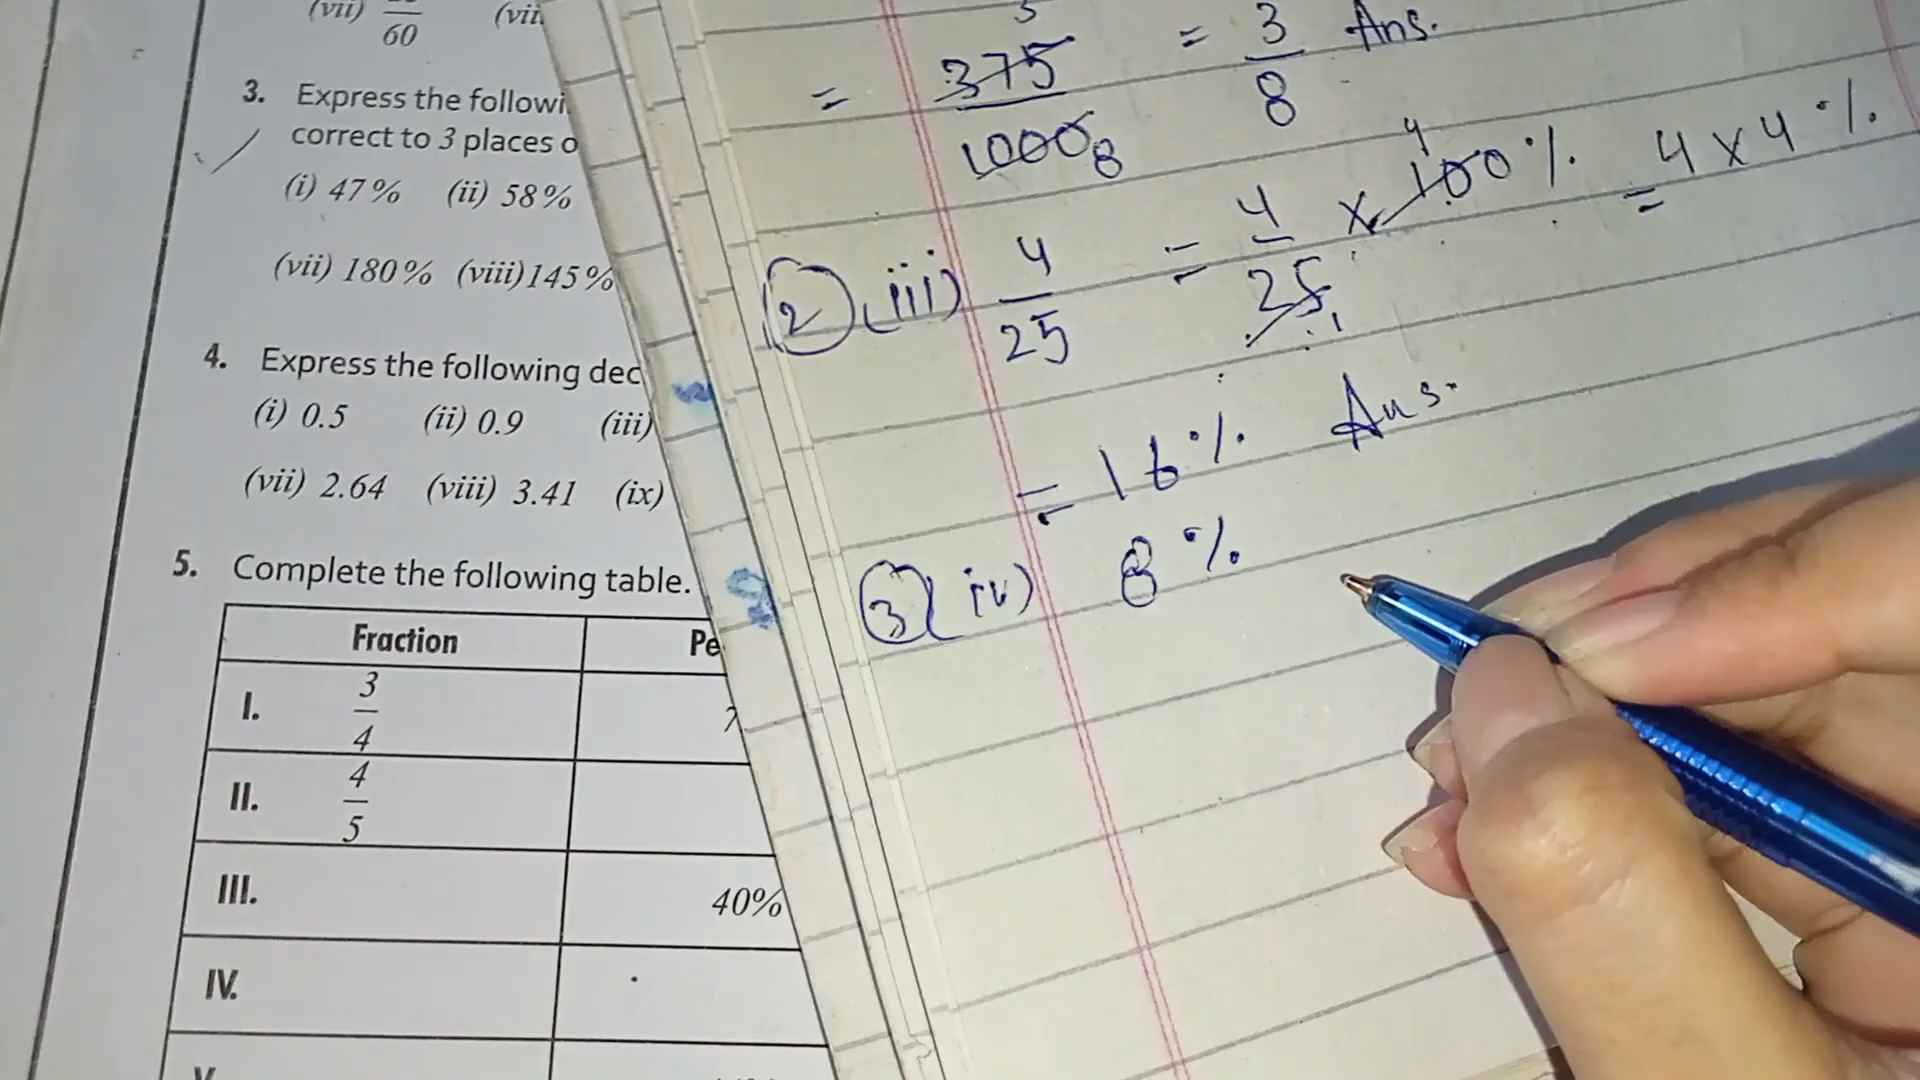 (vii) 60 (vii
3. Express the followi
correct to 3 places o
(i) 47% (ii) 58%
(vii) 180% (viii) 145%
4. Express the following dec
(i) 0.5 (ii) 0.9 (iii)
(vii) 2.64 (viii) 3.41 (ix)
5. Complete the following table.
Fraction Pe
I. 3/4 7
II. 4/5
III. 40%
IV.
V
= 375/1000 8 = 3/8 Ans.
2 (iii) 4/25 = 4/25 1 × 100% 4 = 4×4%
= 16% Ans.
3 (iv) 8%